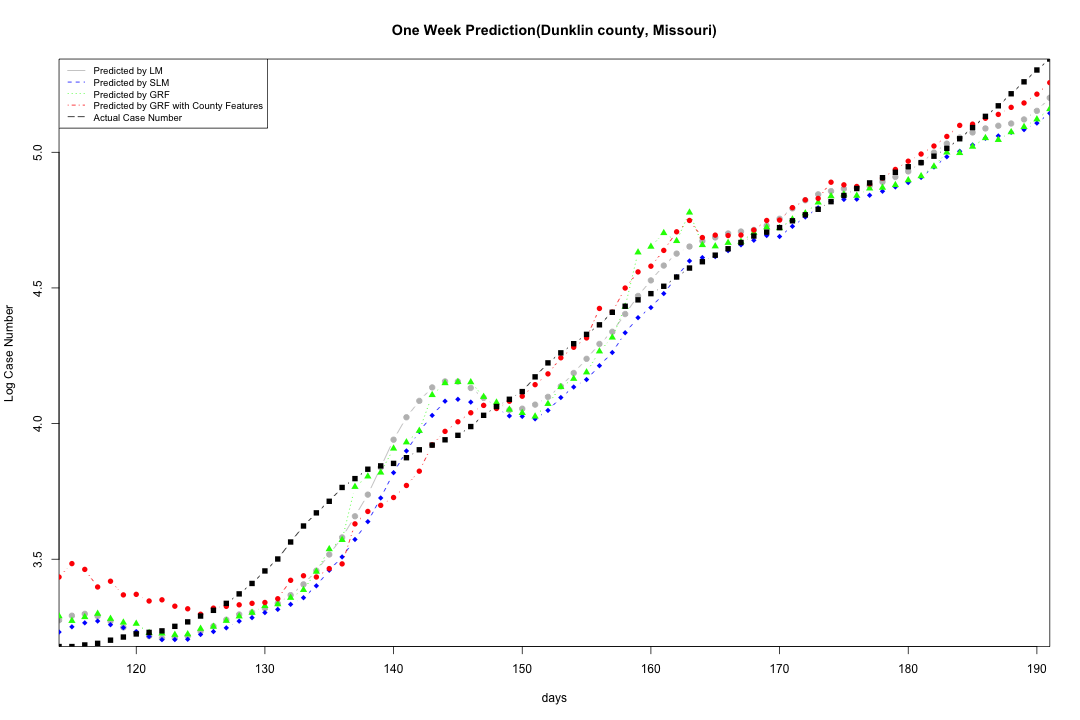 One Week Prediction(Dunklin county, Missouri)
Predicted by LM
Predicted by SLM
Predicted by GRF
Predicted by GRF with County Features
Actual Case Number
Log Case Number
5.0
4.5
4.0
3.5
120 130 140 150 160 170 180 190
days